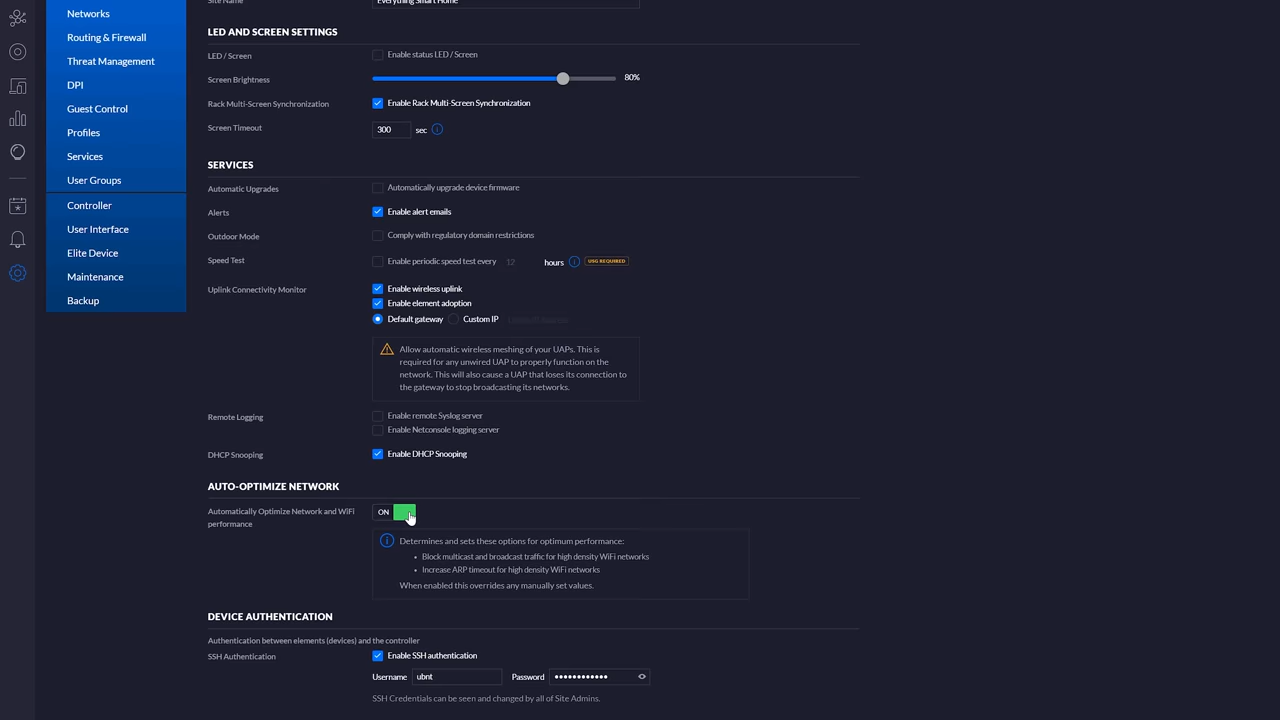 Site Name
Everything Smart Home
Networks
Routing & Firewall
Threat Management
DPI
Guest Control
Profiles
Services
User Groups
Controller
User Interface
Elite Device
Maintenance
Backup
LED AND SCREEN SETTINGS
LED / Screen
Enable status LED / Screen
Screen Brightness
80%
Rack Multi-Screen Synchronization
Enable Rack Multi-Screen Synchronization
Screen Timeout
300 sec
SERVICES
Automatic Upgrades
Automatically upgrade device firmware
Alerts
Enable alert emails
Outdoor Mode
Comply with regulatory domain restrictions
Speed Test
Enable periodic speed test every 12 hours USG REQUIRED
Uplink Connectivity Monitor
Enable wireless uplink
Enable element adoption
Default gateway Custom IP
Allow automatic wireless meshing of your UAPs. This is
required for any unwired UAP to properly function on the
network. This will also cause a UAP that loses its connection to
the gateway to stop broadcasting its networks.
Remote Logging
Enable remote Syslog server
Enable Netconsole logging server
DHCP Snooping
Enable DHCP Snooping
AUTO-OPTIMIZE NETWORK
Automatically Optimize Network and WiFi
performance
ON
Determines and sets these options for optimum performance:
• Block multicast and broadcast traffic for high density WiFi networks
• Increase ARP timeout for high density WiFi networks
When enabled this overrides any manually set values.
DEVICE AUTHENTICATION
Authentication between elements (devices) and the controller
SSH Authentication
Enable SSH authentication
Username ubnt Password ••••••••••••
SSH Credentials can be seen and changed by all of Site Admins.